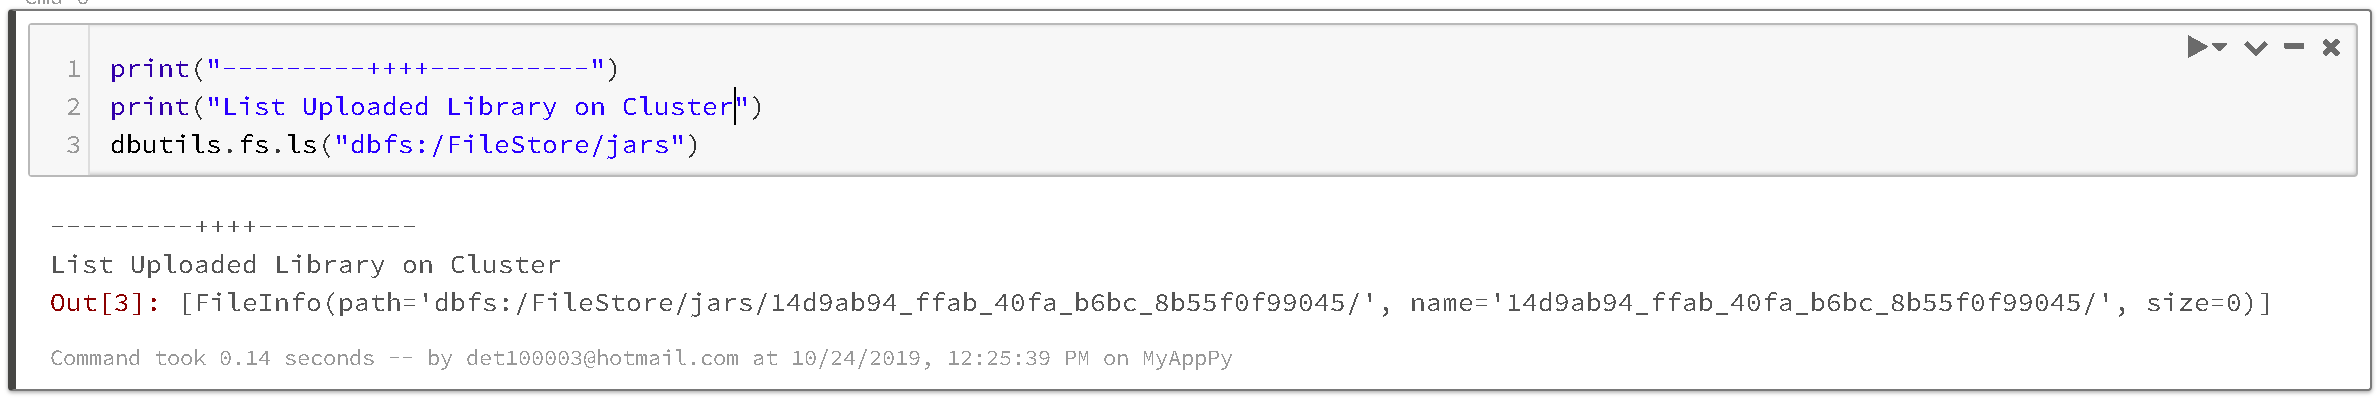 1 print("---------++++----------")
2 print("List Uploaded Library on Cluster")
3 dbutils.fs.ls("dbfs:/FileStore/jars")
---------++++----------
List Uploaded Library on Cluster
Out[3]: [FileInfo(path='dbfs:/FileStore/jars/14d9ab94_ffab_40fa_b6bc_8b55f0f99045/', name='14d9ab94_ffab_40fa_b6bc_8b55f0f99045/', size=0)]
Command took 0.14 seconds -- by det100003@hotmail.com at 10/24/2019, 12:25:39 PM on MyAppPy